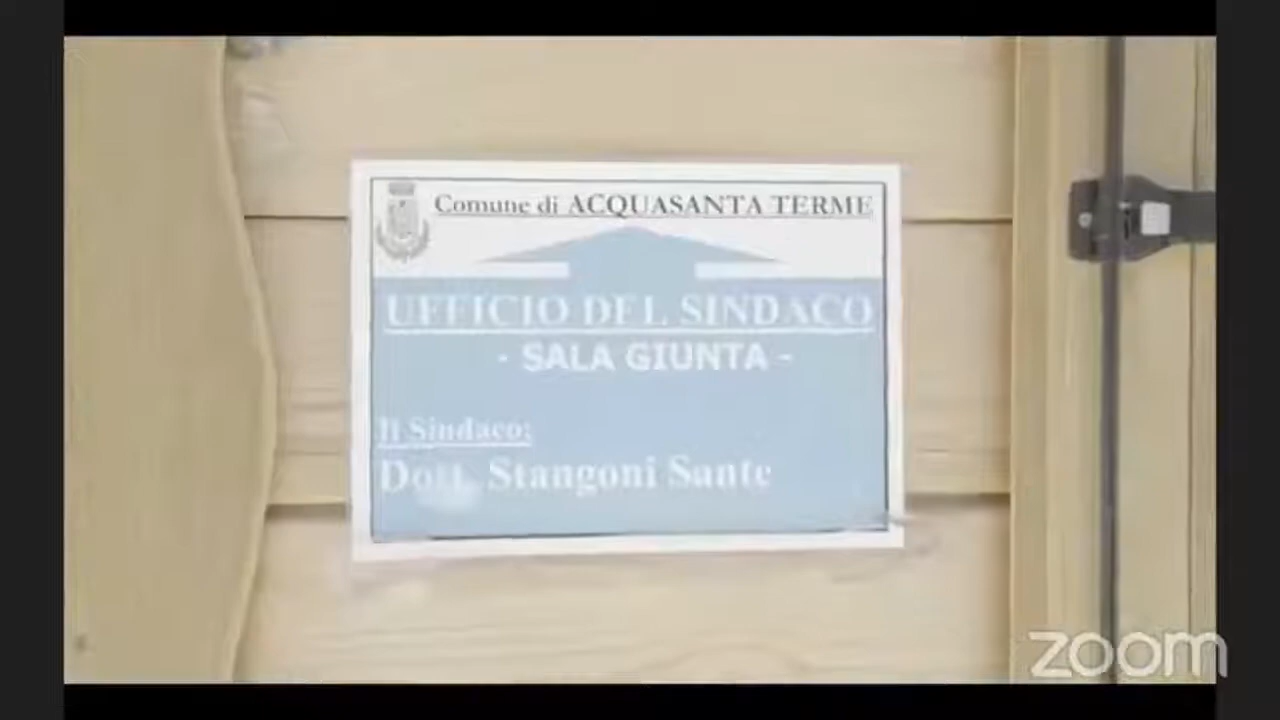 Comune di ACQUASANTA TERME
UFFICIO DEL SINDACO
- SALA GIUNTA -
Il Sindaco:
Dott. Stangoni Sante
zoom